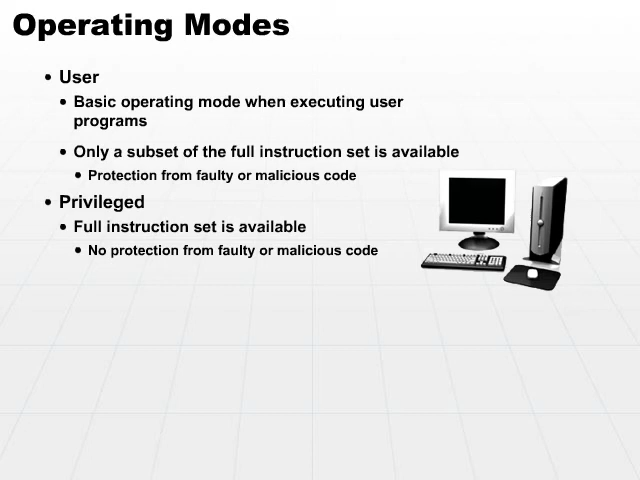 Operating Modes
• User
• Basic operating mode when executing user
programs
• Only a subset of the full instruction set is available
• Protection from faulty or malicious code
• Privileged
• Full instruction set is available
• No protection from faulty or malicious code